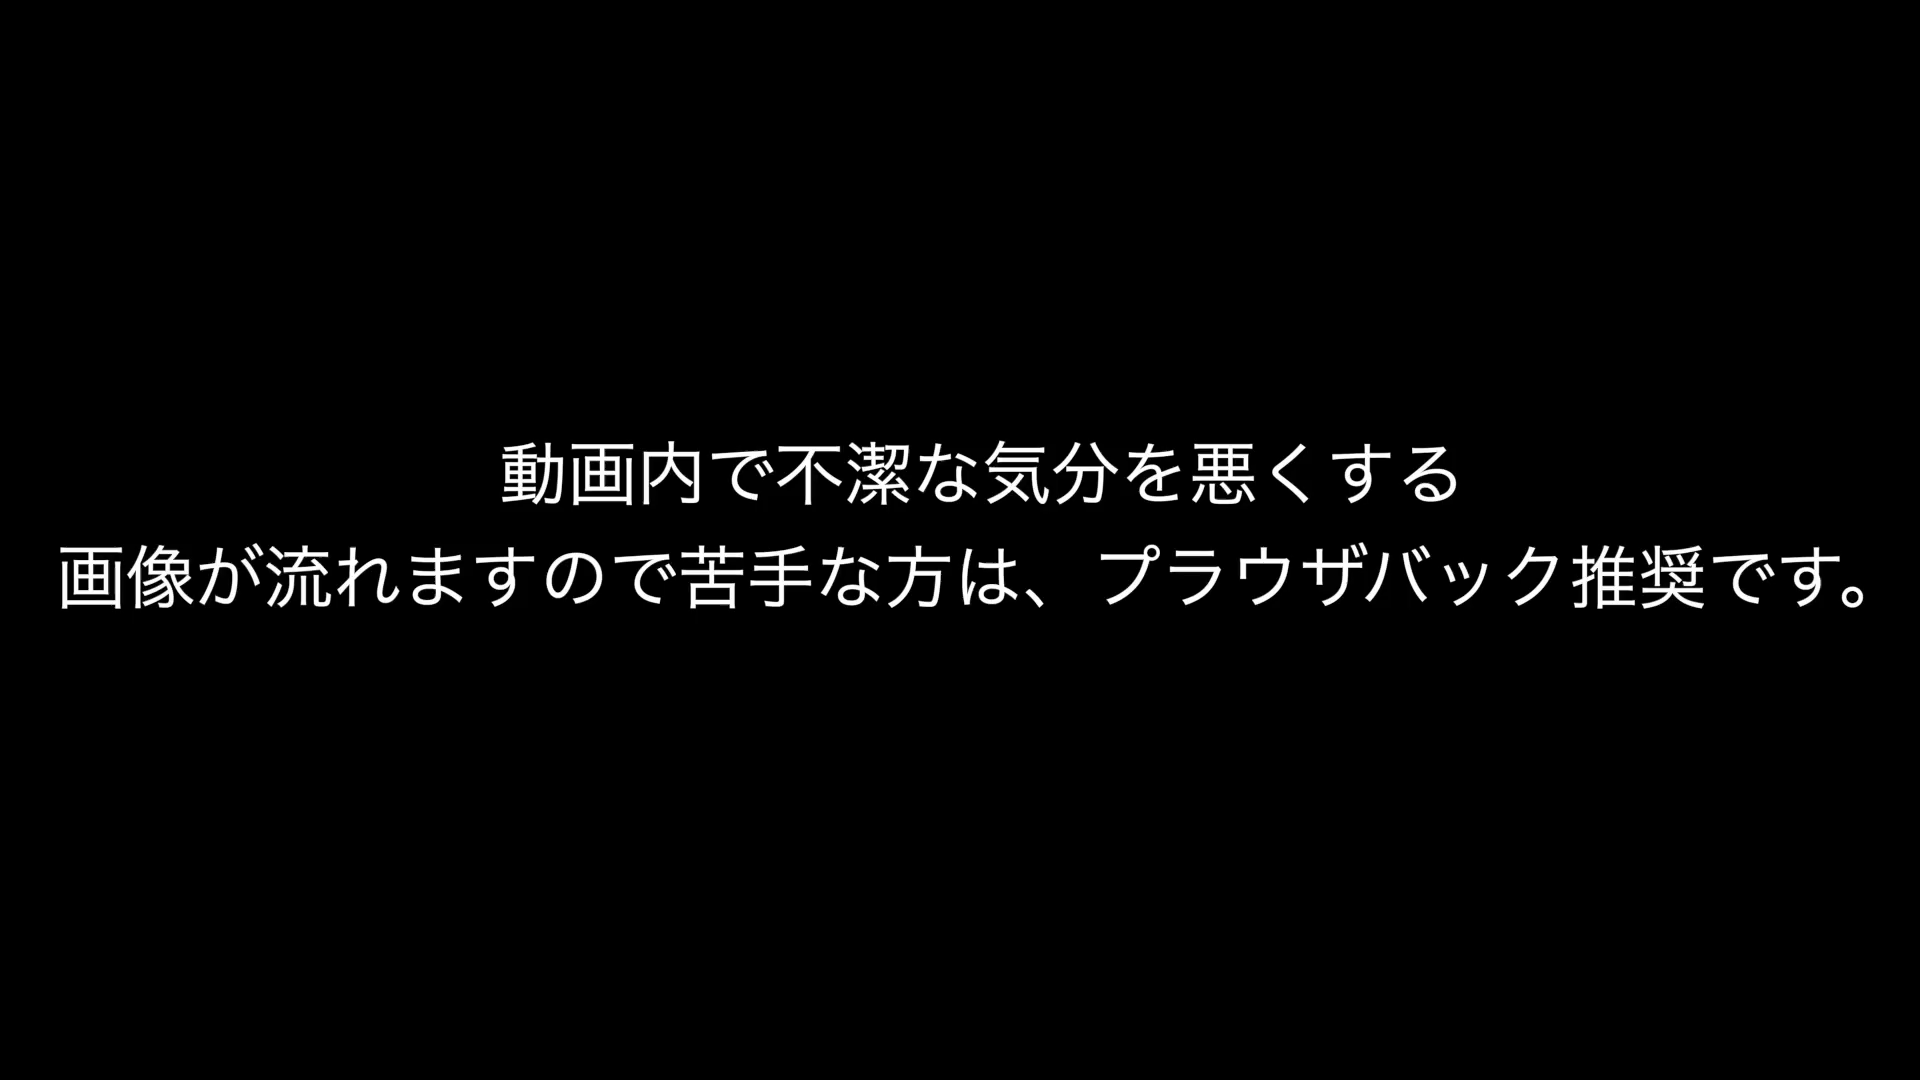 動画内で不潔な気分を悪くする
画像が流れますので苦手な方は、プラウザバック推奨です。